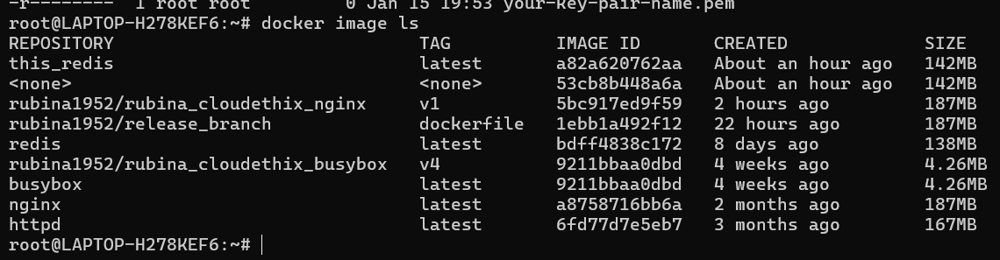 -r-------- 1 root root 0 Jan 15 19:53 your-key-pair-name.pem
root@LAPTOP-H278KEF6:~# docker image ls
REPOSITORY TAG IMAGE ID CREATED SIZE
this_redis latest a82a620762aa About an hour ago 142MB
<none> <none> 53cb8b448a6a About an hour ago 142MB
rubina1952/rubina_cloudethix_nginx v1 5bc917ed9f59 2 hours ago 187MB
rubina1952/release_branch dockerfile 1ebb1a492f12 22 hours ago 187MB
redis latest bdff4838c172 8 days ago 138MB
rubina1952/rubina_cloudethix_busybox v4 9211bbaa0dbd 4 weeks ago 4.26MB
busybox latest 9211bbaa0dbd 4 weeks ago 4.26MB
nginx latest a8758716bb6a 2 months ago 187MB
httpd latest 6fd77d7e5eb7 3 months ago 167MB
root@LAPTOP-H278KEF6:~#